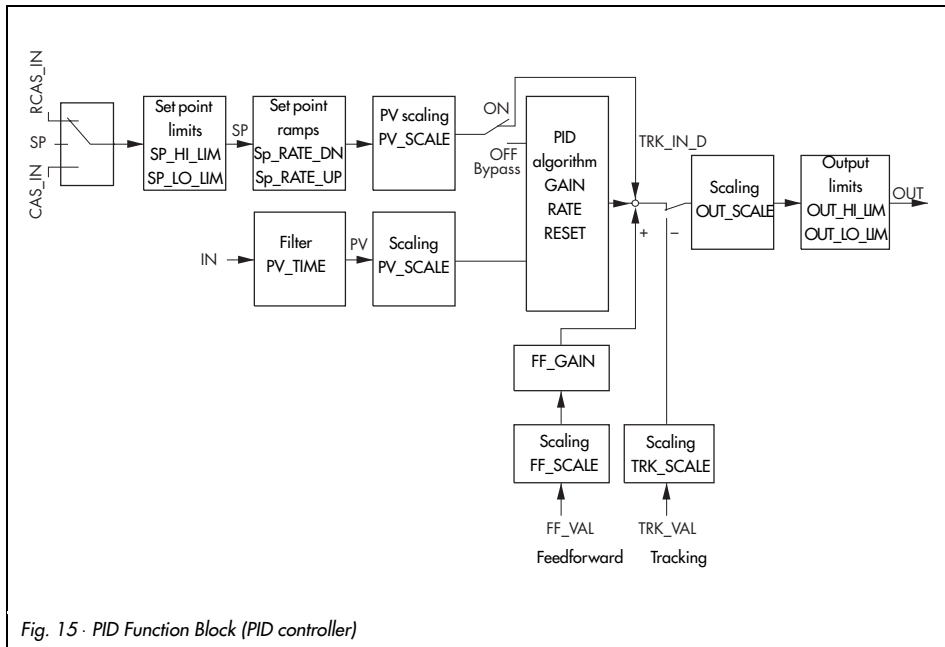 RCAS_IN
SP
CAS_IN
Set point
limits
SP_HI_LIM
SP_LO_LIM
SP
Set point
ramps
Sp_RATE_DN
Sp_RATE_UP
PV scaling
PV_SCALE
ON
OFF
Bypass
PID
algorithm
GAIN
RATE
RESET
TRK_IN_D
Scaling
OUT_SCALE
Output
limits
OUT_HI_LIM
OUT_LO_LIM
OUT
+
–
IN
Filter
PV_TIME
PV
Scaling
PV_SCALE
FF_GAIN
Scaling
FF_SCALE
Scaling
TRK_SCALE
FF_VAL
TRK_VAL
Feedforward
Tracking
Fig. 15 · PID Function Block (PID controller)